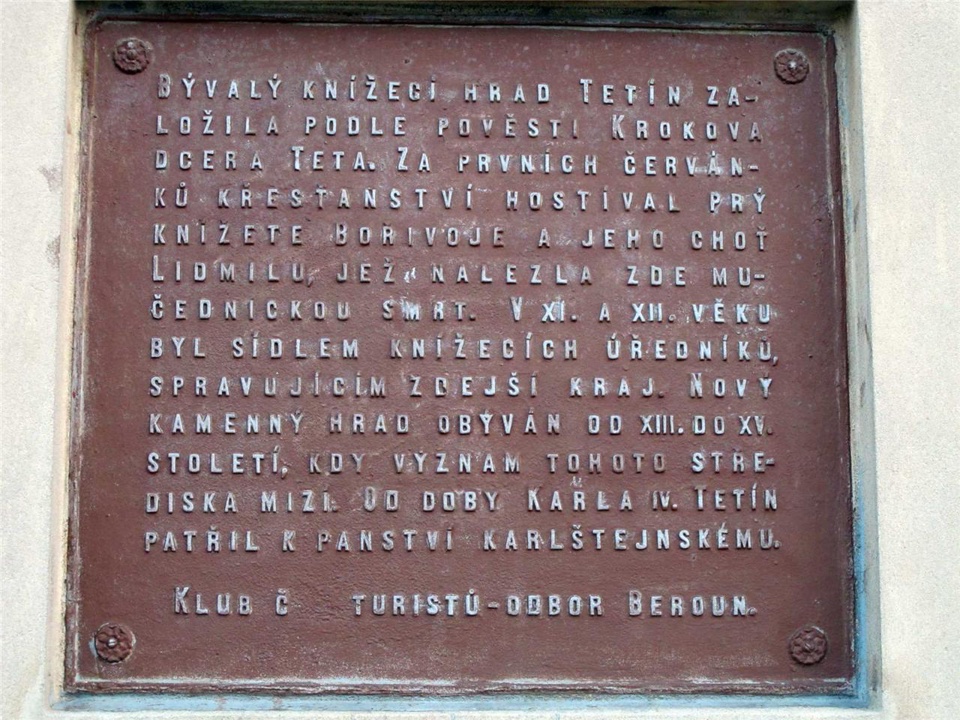 BÝVALÝ KNÍŽECÍ HRAD TETÍN ZA-
LOŽILA PODLE POVĚSTI KROKOVA
DCERA TETA. ZA PRVNÍCH ČERVÁN-
KŮ KŘESŤANSTVÍ HOSTÍVAL PRÝ
KNÍŽETE BOŘIVOJE A JEHO CHOŤ
LIDMILU, JEŽ NALEZLA ZDE MU-
ČEDNICKOU SMRT. V XI. A XII. VĚKU
BYL SÍDLEM KNÍŽECÍCH ÚŘEDNÍKŮ,
SPRAVUJÍCÍM ZDEJŠÍ KRAJ. NOVÝ
KAMENNÝ HRAD OBÝVÁN OD XIII. DO XV.
STOLETÍ, KDY VÝZNAM TOHOTO STŘE-
DISKA MIZÍ. OD DOBY KARLA IV. TETÍN
PATŘIL K PANSTVÍ KARLŠTEJNSKÉMU.
KLUB Č TURISTŮ-ODBOR BEROUN.